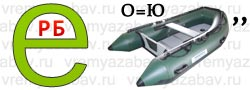 e РБ О=Ю ,,